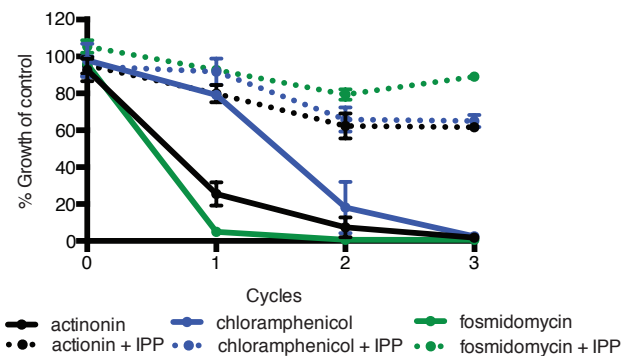 120
100
80
60
40
20
0
% Growth of control
0 1 2 3
Cycles
actinonin chloramphenicol fosmidomycin
actionin + IPP chloramphenicol + IPP fosmidomycin + IPP